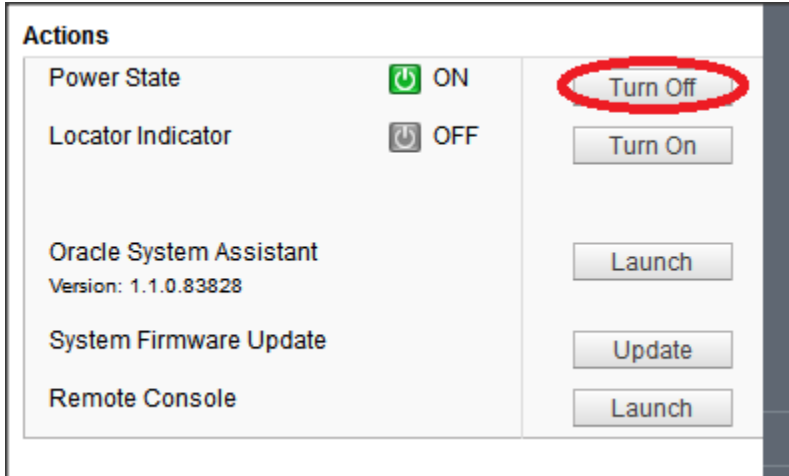 Actions
Power State ON Turn Off
Locator Indicator OFF Turn On
Oracle System Assistant Launch
Version: 1.1.0.83828
System Firmware Update Update
Remote Console Launch